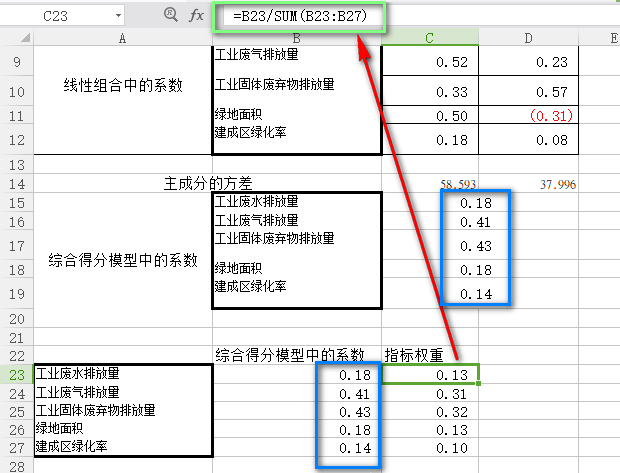 C23 fx =B23/SUM(B23:B27)
A B C D E
9 工业废气排放量 0.52 0.23
线性组合中的系数
10 工业固体废弃物排放量 0.33 0.57
11 绿地面积 0.50 (0.31)
12 建成区绿化率 0.18 0.08
13
14 主成分的方差 58.593 37.996
15 工业废水排放量 0.18
16 工业废气排放量 0.41
17 工业固体废弃物排放量 0.43
综合得分模型中的系数
18 绿地面积 0.18
19 建成区绿化率 0.14
20
21
22 综合得分模型中的系数 指标权重
23 工业废水排放量 0.18 0.13
24 工业废气排放量 0.41 0.31
25 工业固体废弃物排放量 0.43 0.32
26 绿地面积 0.18 0.13
27 建成区绿化率 0.14 0.10
28